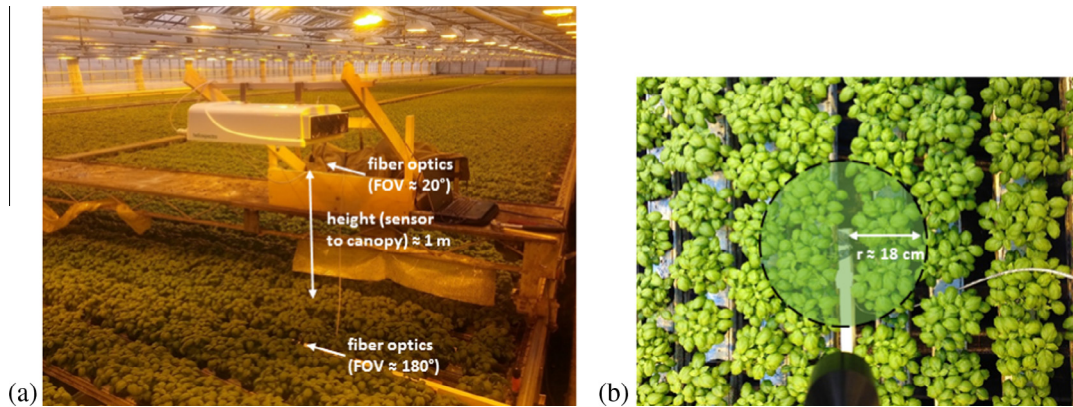 fiber optics
(FOV ≈ 20°)
height (sensor
to canopy) ≈ 1 m
fiber optics
(FOV ≈ 180°)
(a)
r ≈ 18 cm
(b)